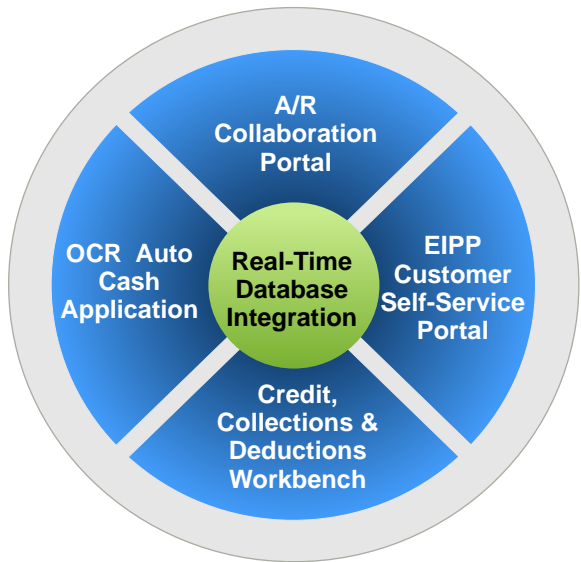 A/R
Collaboration
Portal
OCR Auto
Cash
Application
Real-Time
Database
Integration
EIPP
Customer
Self-Service
Portal
Credit,
Collections &
Deductions
Workbench